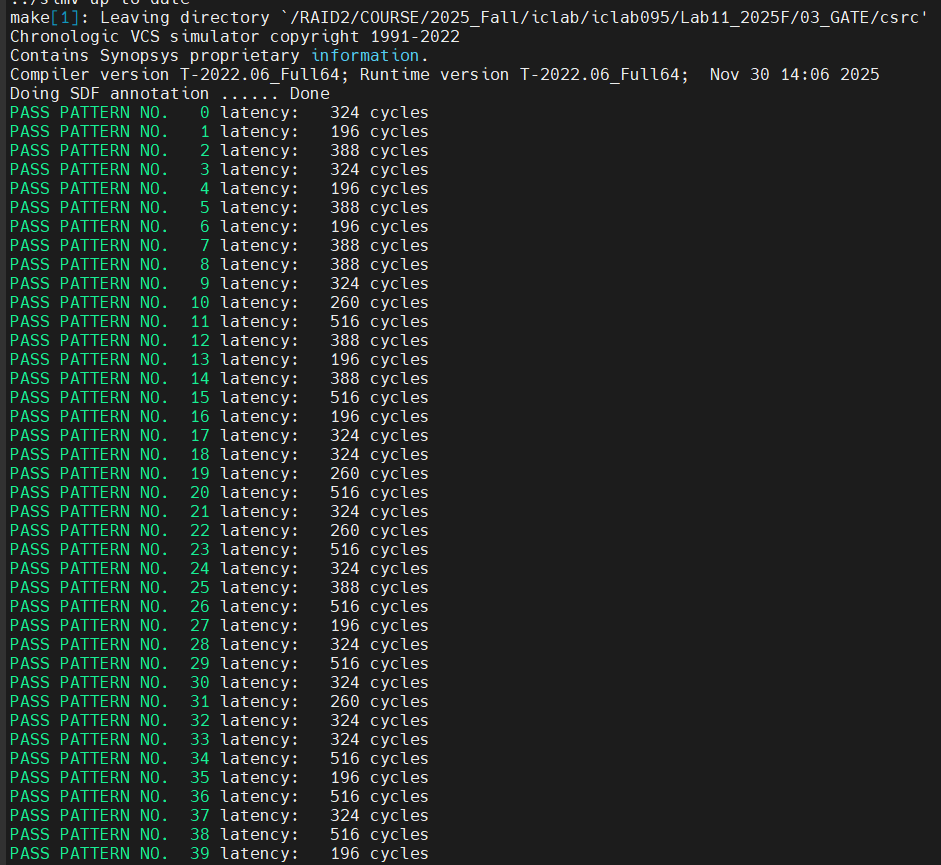 ../simv up to date
make[1]: Leaving directory `/RAID2/COURSE/2025_Fall/iclab/iclab095/Lab11_2025F/03_GATE/csrc'
Chronologic VCS simulator copyright 1991-2022
Contains Synopsys proprietary information.
Compiler version T-2022.06_Full64; Runtime version T-2022.06_Full64;  Nov 30 14:06 2025
Doing SDF annotation ...... Done
PASS PATTERN NO.   0 latency:   324 cycles
PASS PATTERN NO.   1 latency:   196 cycles
PASS PATTERN NO.   2 latency:   388 cycles
PASS PATTERN NO.   3 latency:   324 cycles
PASS PATTERN NO.   4 latency:   196 cycles
PASS PATTERN NO.   5 latency:   388 cycles
PASS PATTERN NO.   6 latency:   196 cycles
PASS PATTERN NO.   7 latency:   388 cycles
PASS PATTERN NO.   8 latency:   388 cycles
PASS PATTERN NO.   9 latency:   324 cycles
PASS PATTERN NO.  10 latency:   260 cycles
PASS PATTERN NO.  11 latency:   516 cycles
PASS PATTERN NO.  12 latency:   388 cycles
PASS PATTERN NO.  13 latency:   196 cycles
PASS PATTERN NO.  14 latency:   388 cycles
PASS PATTERN NO.  15 latency:   516 cycles
PASS PATTERN NO.  16 latency:   196 cycles
PASS PATTERN NO.  17 latency:   324 cycles
PASS PATTERN NO.  18 latency:   324 cycles
PASS PATTERN NO.  19 latency:   260 cycles
PASS PATTERN NO.  20 latency:   516 cycles
PASS PATTERN NO.  21 latency:   324 cycles
PASS PATTERN NO.  22 latency:   260 cycles
PASS PATTERN NO.  23 latency:   516 cycles
PASS PATTERN NO.  24 latency:   324 cycles
PASS PATTERN NO.  25 latency:   388 cycles
PASS PATTERN NO.  26 latency:   516 cycles
PASS PATTERN NO.  27 latency:   196 cycles
PASS PATTERN NO.  28 latency:   324 cycles
PASS PATTERN NO.  29 latency:   516 cycles
PASS PATTERN NO.  30 latency:   324 cycles
PASS PATTERN NO.  31 latency:   260 cycles
PASS PATTERN NO.  32 latency:   324 cycles
PASS PATTERN NO.  33 latency:   324 cycles
PASS PATTERN NO.  34 latency:   516 cycles
PASS PATTERN NO.  35 latency:   196 cycles
PASS PATTERN NO.  36 latency:   516 cycles
PASS PATTERN NO.  37 latency:   324 cycles
PASS PATTERN NO.  38 latency:   516 cycles
PASS PATTERN NO.  39 latency:   196 cycles